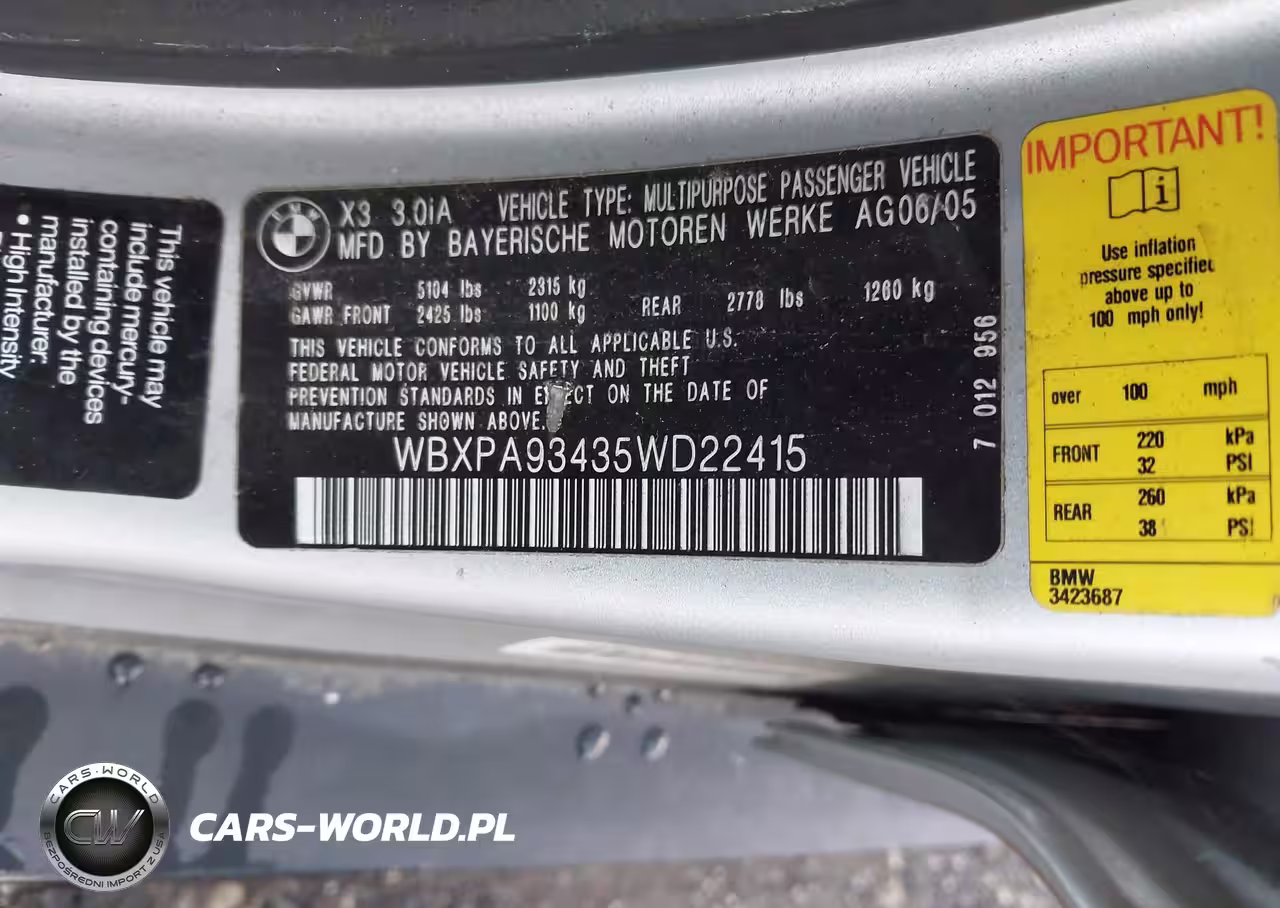 This vehicle may
include mercury-
containing devices
installed by the
manufacturer:
• High Intensity
BMW
X3 3.0iA VEHICLE TYPE: MULTIPURPOSE PASSENGER VEHICLE
MFD BY BAYERISCHE MOTOREN WERKE AG06/05
GVWR 5104 lbs 2315 kg
GAWR FRONT 2425 lbs 1100 kg REAR 2778 lbs 1260 kg
THIS VEHICLE CONFORMS TO ALL APPLICABLE U.S.
FEDERAL MOTOR VEHICLE SAFETY AND THEFT
PREVENTION STANDARDS IN EFFECT ON THE DATE OF
MANUFACTURE SHOWN ABOVE.
WBXPA93435WD22415
7 012 956
IMPORTANT!
i
Use inflation
pressure specified
above up to
100 mph only!
over 100 mph
FRONT 220 kPa
32 PSI
REAR 260 kPa
38 PSI
BMW
3423687
CARS-WORLD
CW
BEZPOŚREDNI IMPORT Z USA
CARS-WORLD.PL